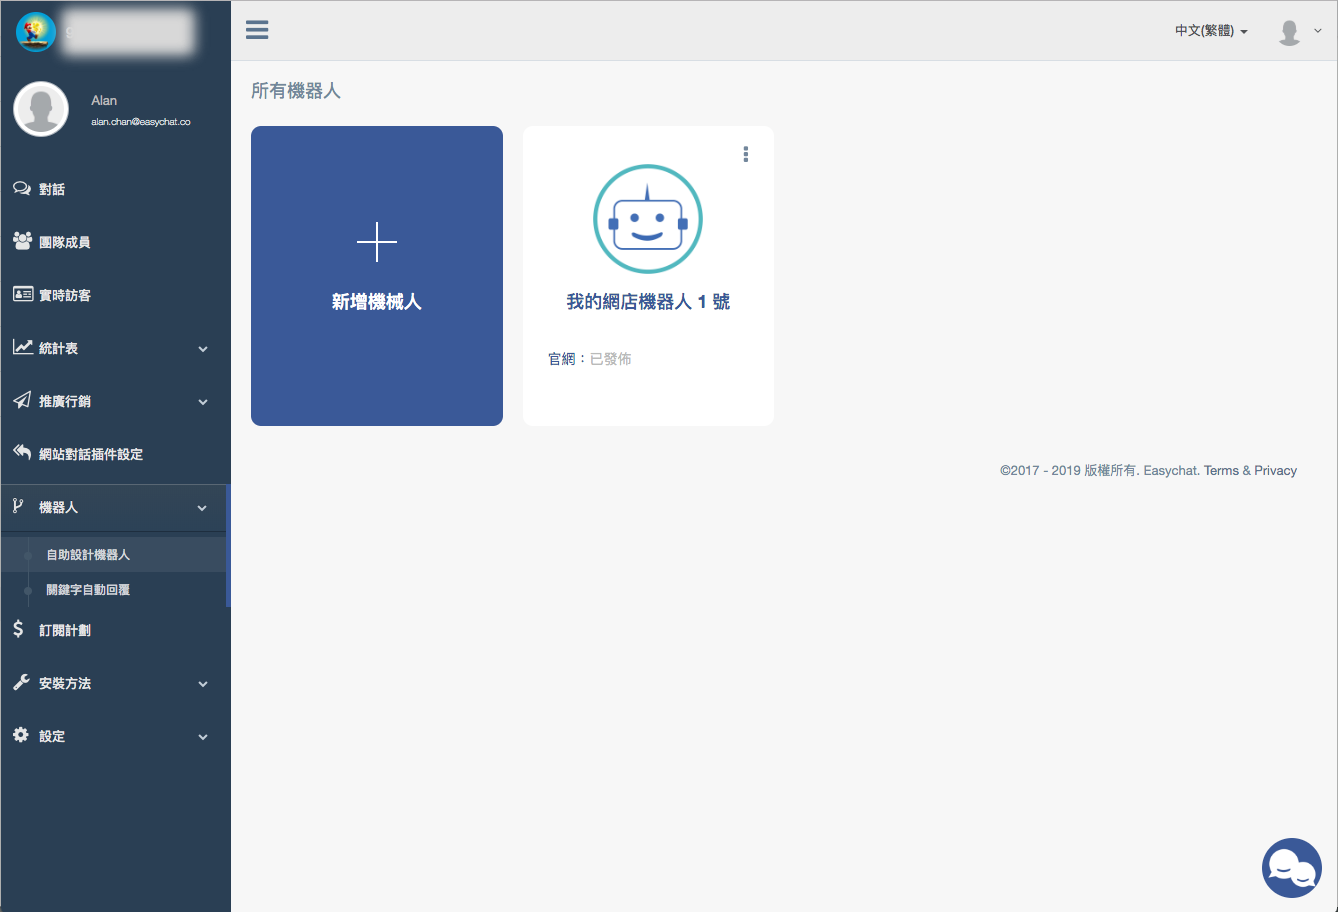 中文(繁體)
Alan
alan.chan@easychat.co
對話
團隊成員
實時訪客
統計表
推廣行銷
網站對話插件設定
機器人
自助設計機器人
關鍵字自動回覆
訂閱計劃
安裝方法
設定
所有機器人
新增機械人
我的網店機器人 1 號
官網：已發佈
©2017 - 2019 版權所有. Easychat. Terms & Privacy